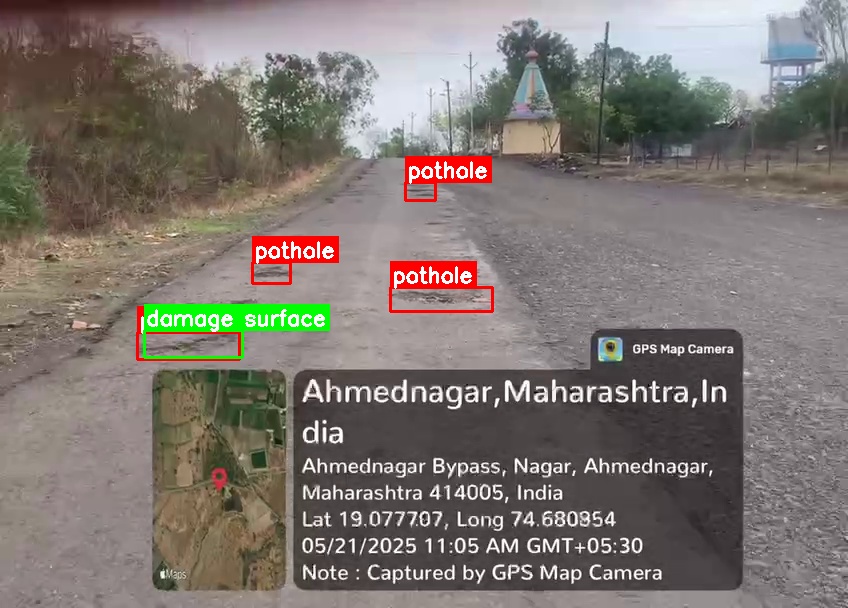 pothole
pothole
pothole
damage surface
GPS Map Camera
Ahmednagar,Maharashtra,In
dia
Ahmednagar Bypass, Nagar, Ahmednagar,
Maharashtra 414005, India
Lat 19.077707, Long 74.680854
05/21/2025 11:05 AM GMT+05:30
Note : Captured by GPS Map Camera
Maps